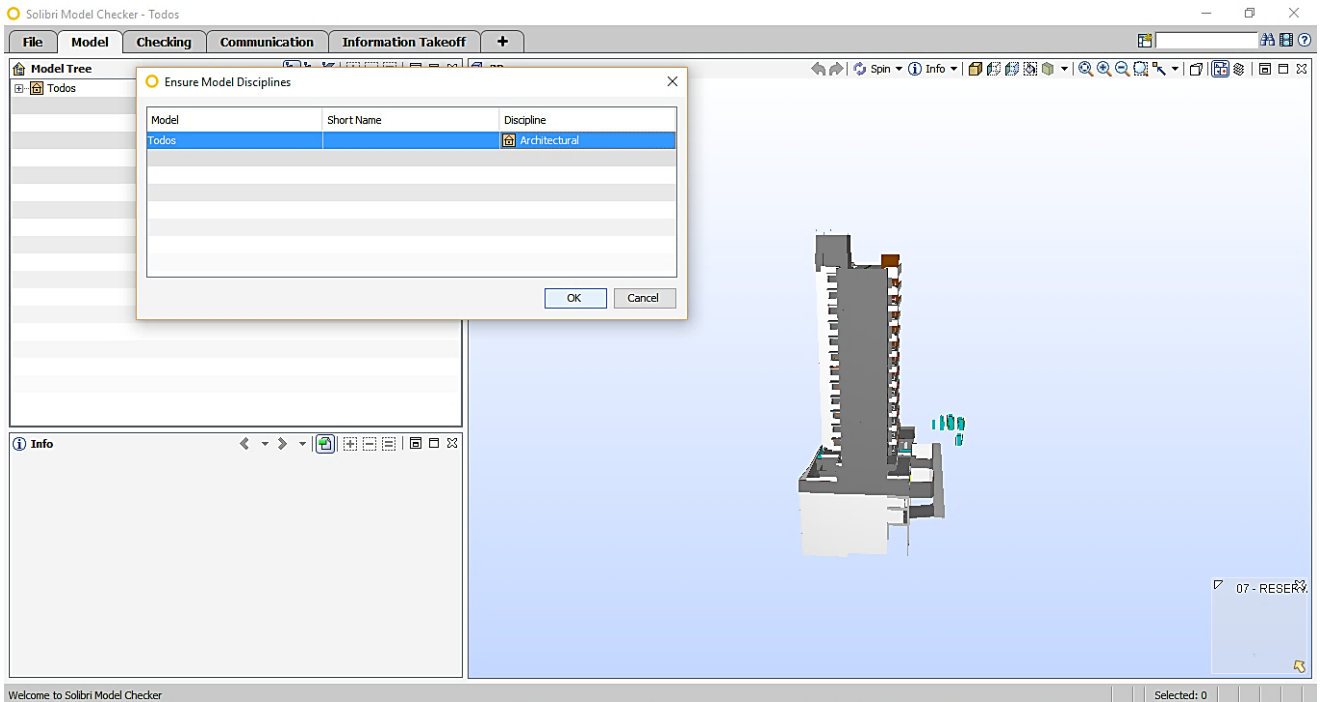 Solibri Model Checker - Todos
File Model Checking Communication Information Takeoff +
Model Tree
Spin Info
Todos
Ensure Model Disciplines
Model Short Name Discipline
Todos Architectural
OK Cancel
Info
07 - RESERV.
Welcome to Solibri Model Checker Selected: 0